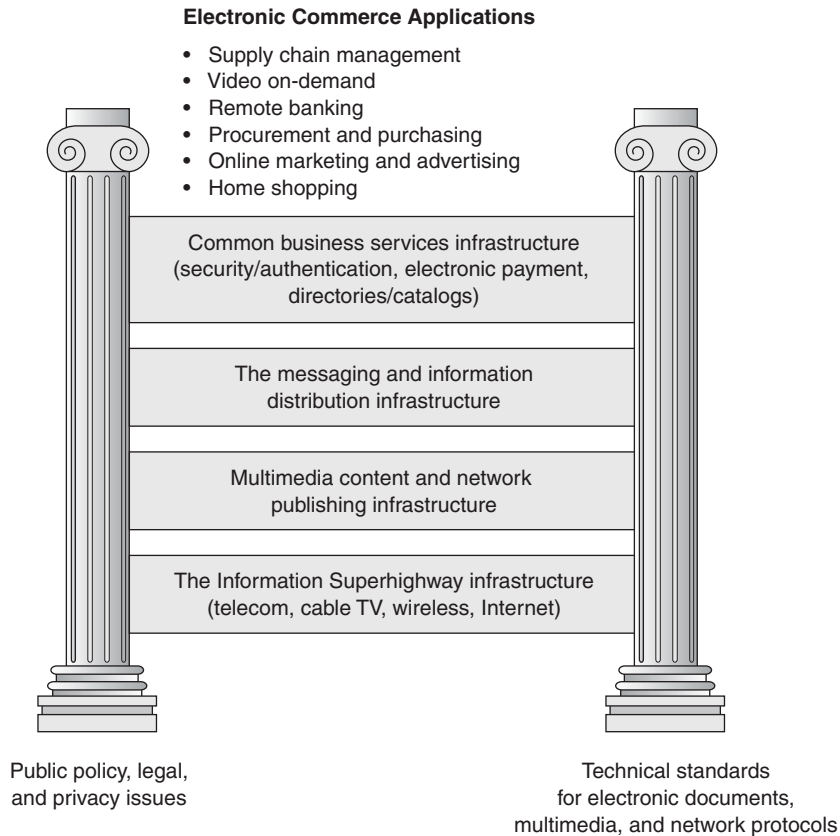 Electronic Commerce Applications
• Supply chain management
• Video on-demand
• Remote banking
• Procurement and purchasing
• Online marketing and advertising
• Home shopping
Common business services infrastructure
(security/authentication, electronic payment,
directories/catalogs)
The messaging and information
distribution infrastructure
Multimedia content and network
publishing infrastructure
The Information Superhighway infrastructure
(telecom, cable TV, wireless, Internet)
Public policy, legal,
and privacy issues
Technical standards
for electronic documents,
multimedia, and network protocols